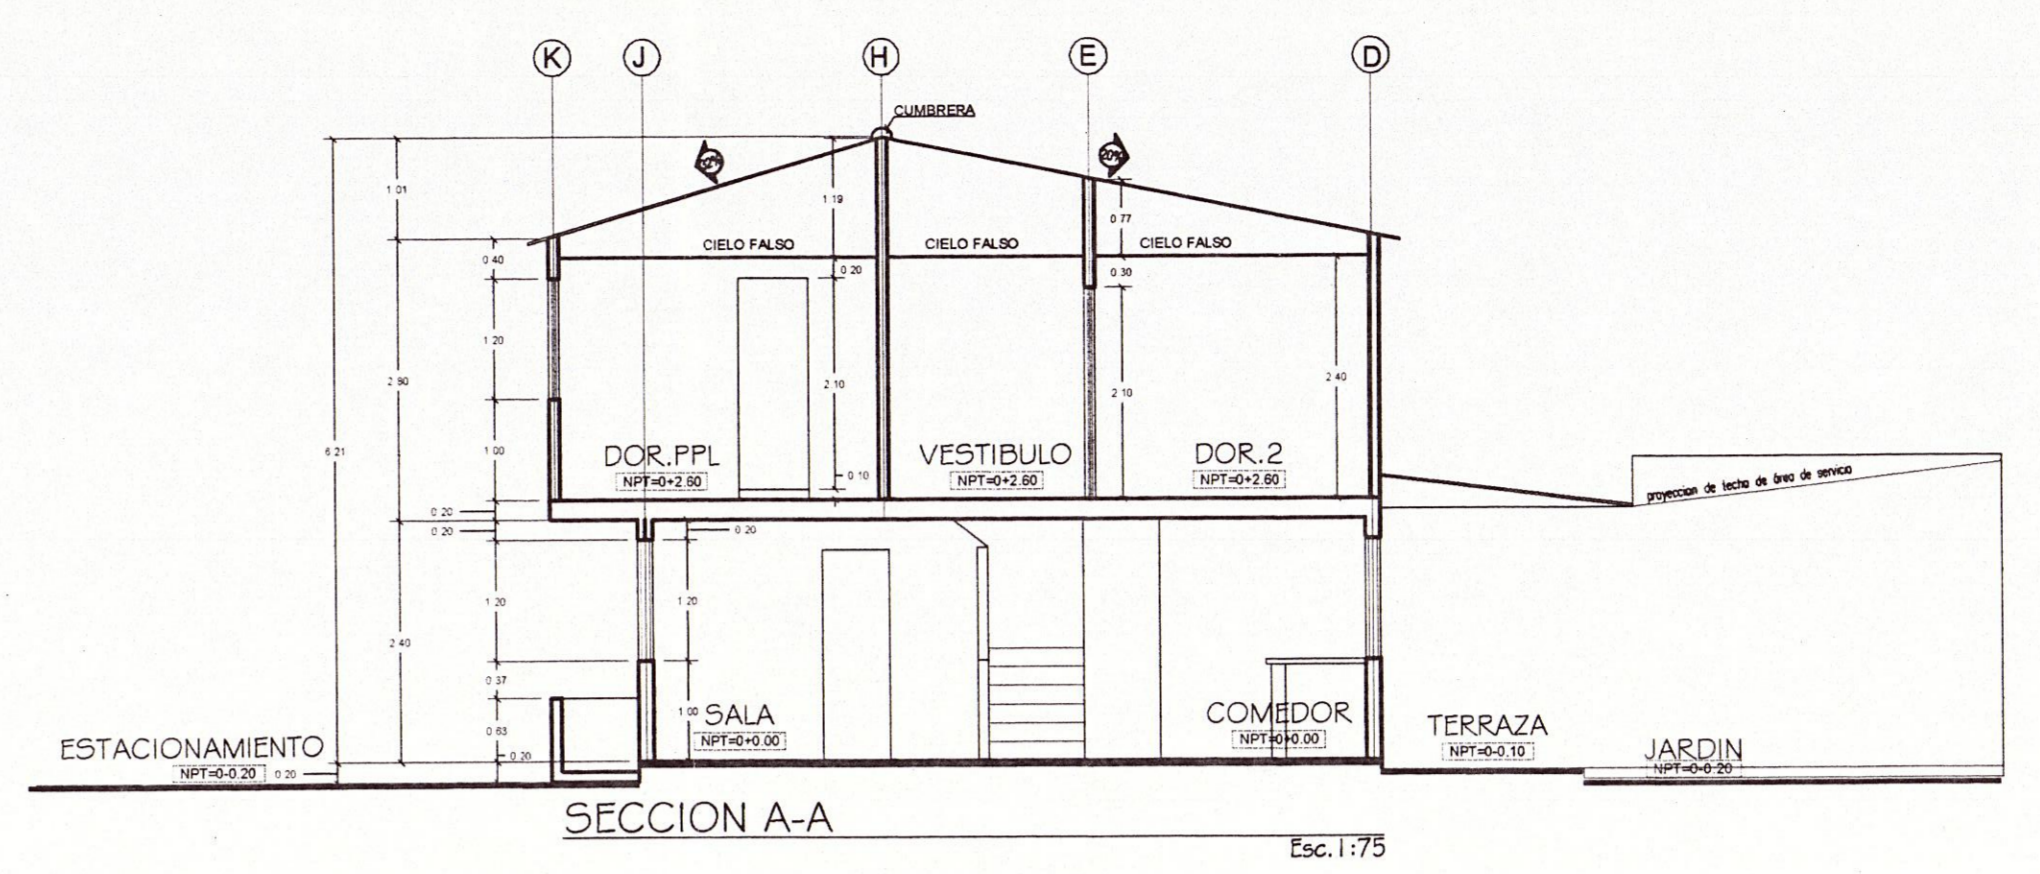 K J H E D
CUMBRERA
32% 20%
1.01
1.19
0.77
CIELO FALSO CIELO FALSO CIELO FALSO
0.40
0.20
0.30
1.20
2.80
2.10
2.10
2.40
6.21
1.00
0.10
DOR.PPL VESTIBULO DOR.2
NPT=0+2.60 NPT=0+2.60 NPT=0+2.60
proyeccion de techo de área de servicio
0.20
0.20
0.20
1.20
1.20
2.40
0.37
1.00
0.63
0.20
SALA COMEDOR TERRAZA
NPT=0+0.00 NPT=0+0.00 NPT=0-0.10
ESTACIONAMIENTO JARDIN
NPT=0-0.20 0.20 NPT=0-0.20
SECCION A-A
Esc.1:75